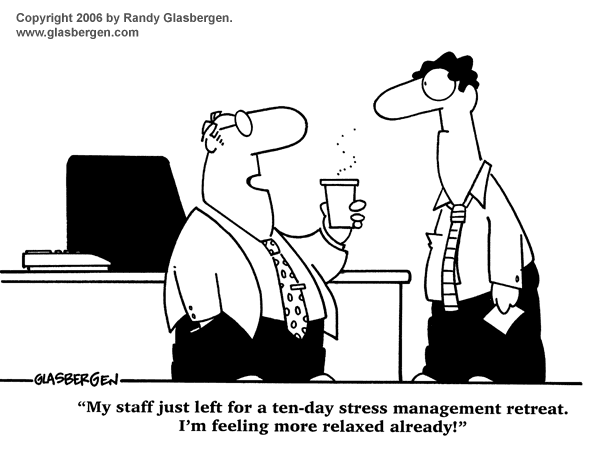 Copyright 2006 by Randy Glasbergen.
www.glasbergen.com
GLASBERGEN
“My staff just left for a ten-day stress management retreat.
I’m feeling more relaxed already!”